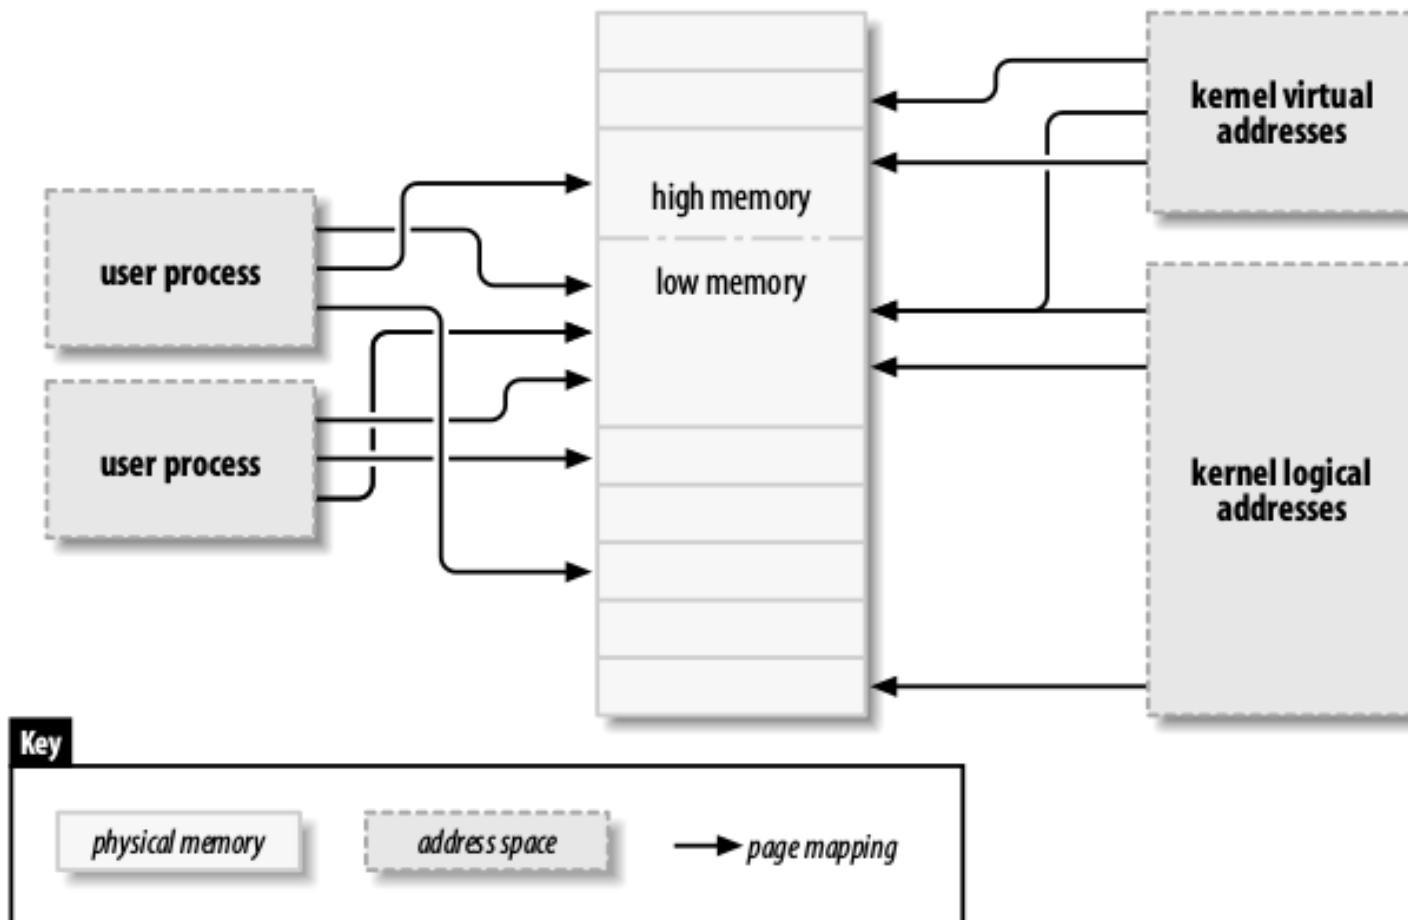 kernel virtual
addresses
high memory
user process
low memory
user process
kernel logical
addresses
Key
physical memory
address space
page mapping